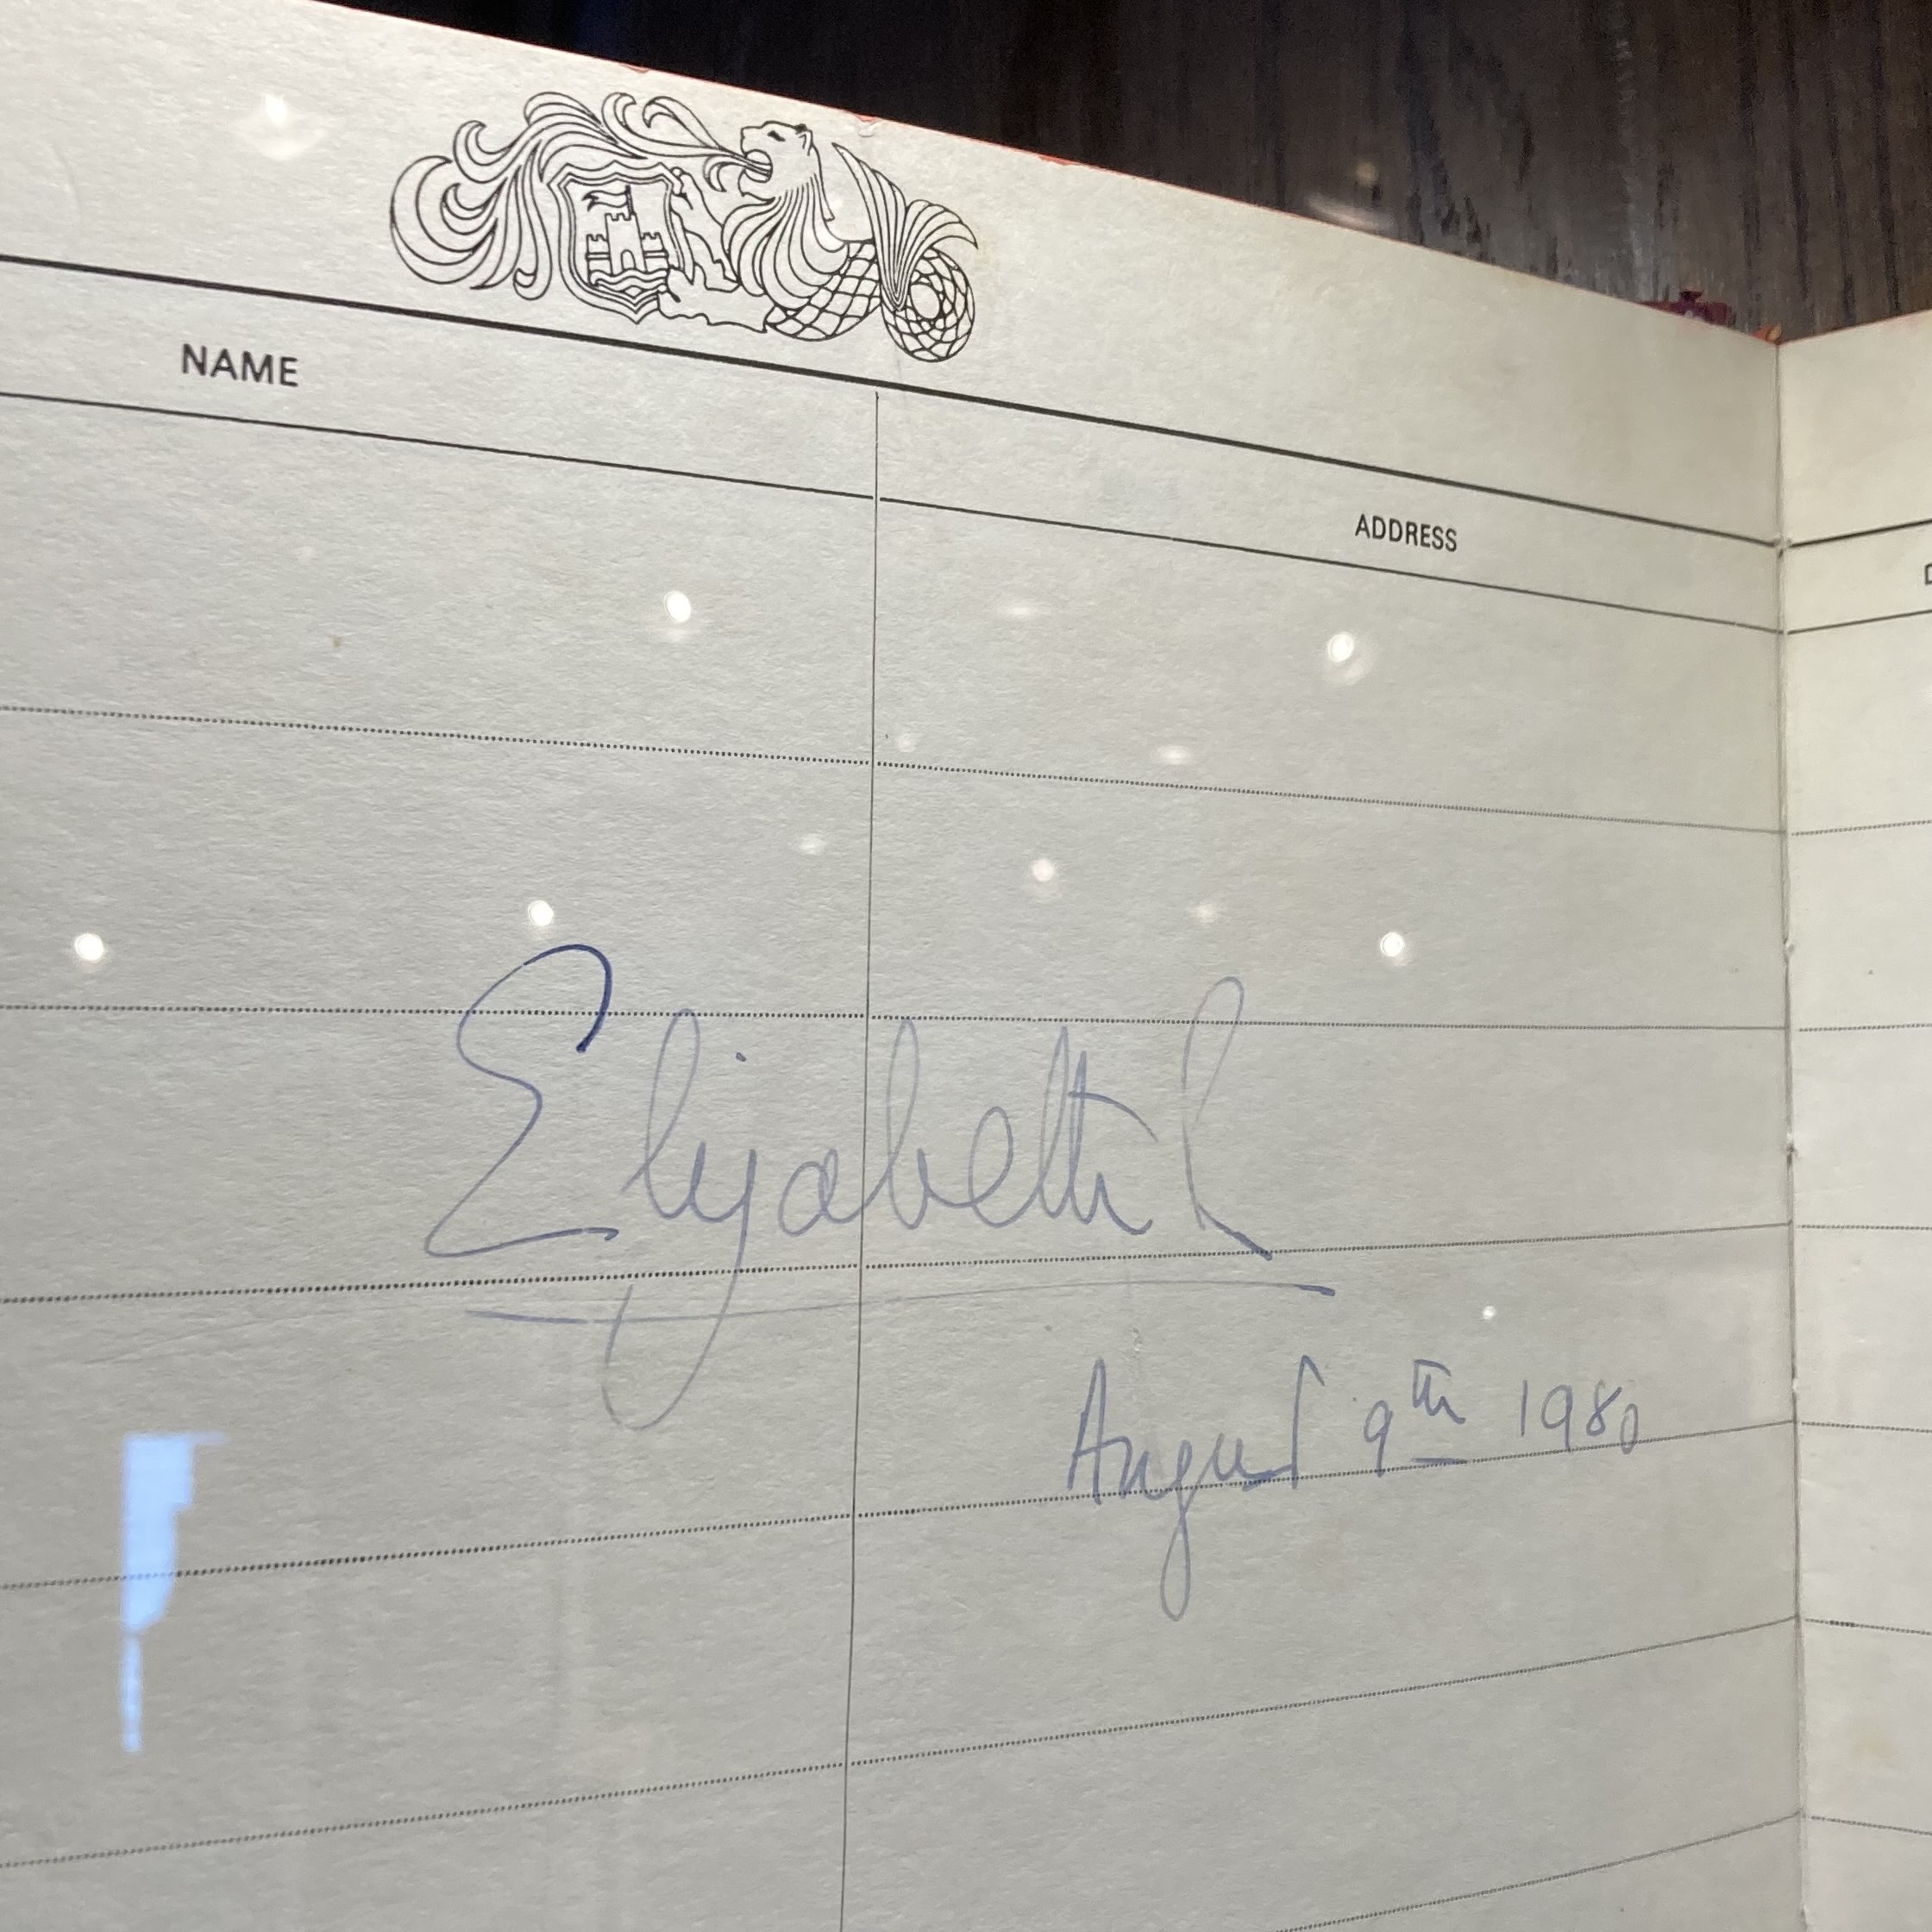 NAME
ADDRESS
Elizabeth R
August 9th 1980